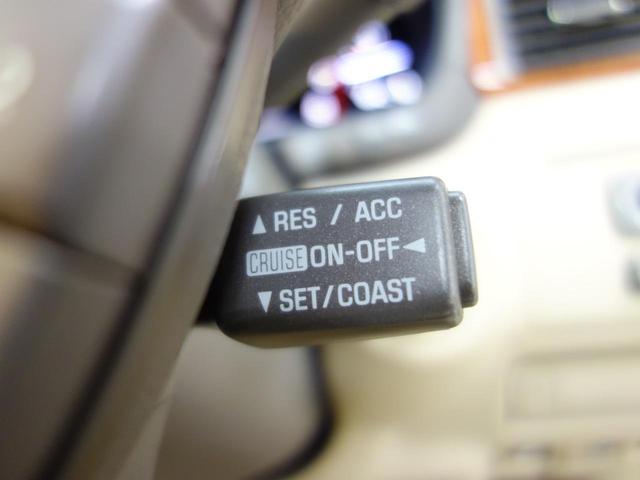 ▲ RES / ACC
CRUISE ON-OFF ◀
▼ SET/COAST